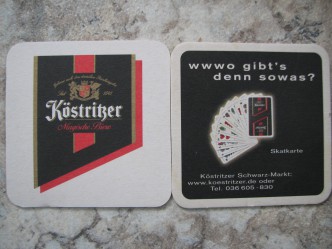 Köstritzer
wwwo gibt's
denn sowas?
Skatkarte
Köstritzer Schwarz-Markt:
www.koestritzer.de oder
Tel. 036 605 - 830